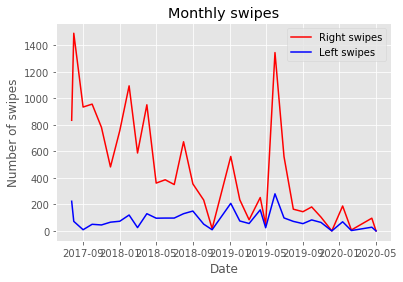 Monthly swipes
Right swipes
Left swipes
Number of swipes
1400
1200
1000
800
600
400
200
0
2017-09 2018-01 2018-05 2018-09 2019-01 2019-05 2019-09 2020-01 2020-05
Date